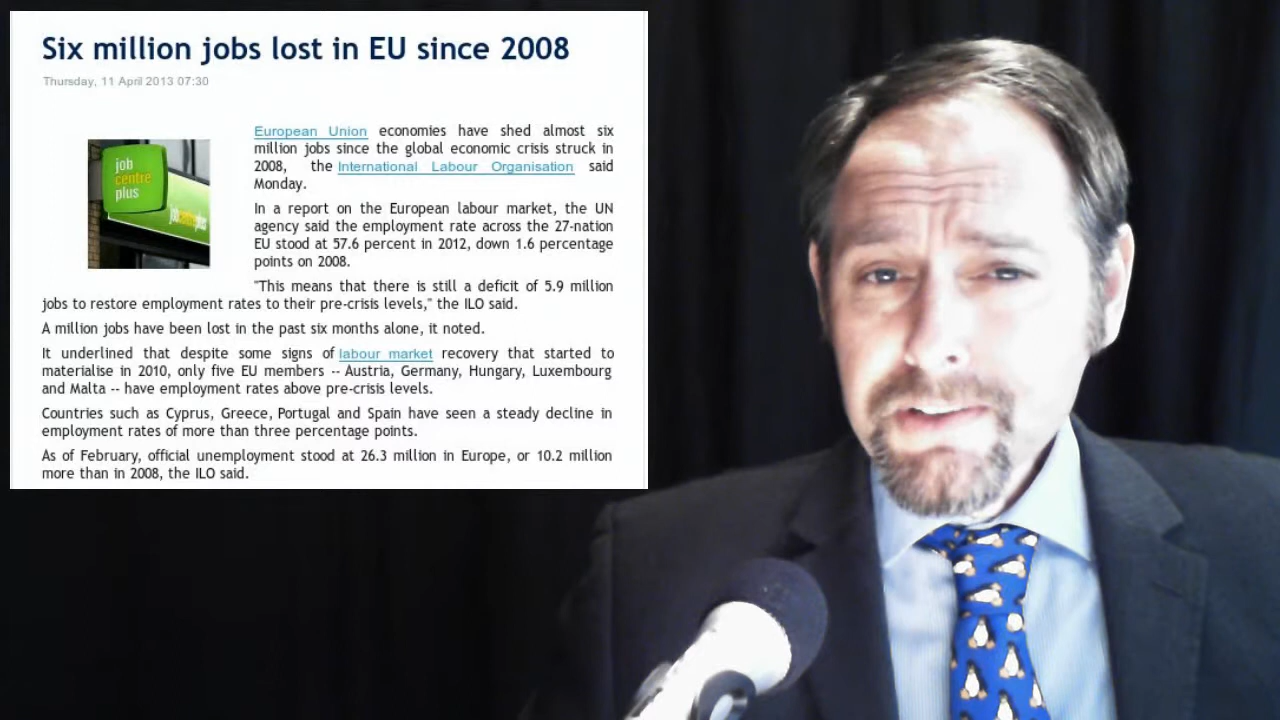 Six million jobs lost in EU since 2008
Thursday, 11 April 2013 07:30
job
centre
plus
jobcentreplus
European Union economies have shed almost six
million jobs since the global economic crisis struck in
2008, the International Labour Organisation said
Monday.
In a report on the European labour market, the UN
agency said the employment rate across the 27-nation
EU stood at 57.6 percent in 2012, down 1.6 percentage
points on 2008.
"This means that there is still a deficit of 5.9 million
jobs to restore employment rates to their pre-crisis levels," the ILO said.
A million jobs have been lost in the past six months alone, it noted.
It underlined that despite some signs of labour market recovery that started to
materialise in 2010, only five EU members -- Austria, Germany, Hungary, Luxembourg
and Malta -- have employment rates above pre-crisis levels.
Countries such as Cyprus, Greece, Portugal and Spain have seen a steady decline in
employment rates of more than three percentage points.
As of February, official unemployment stood at 26.3 million in Europe, or 10.2 million
more than in 2008, the ILO said.